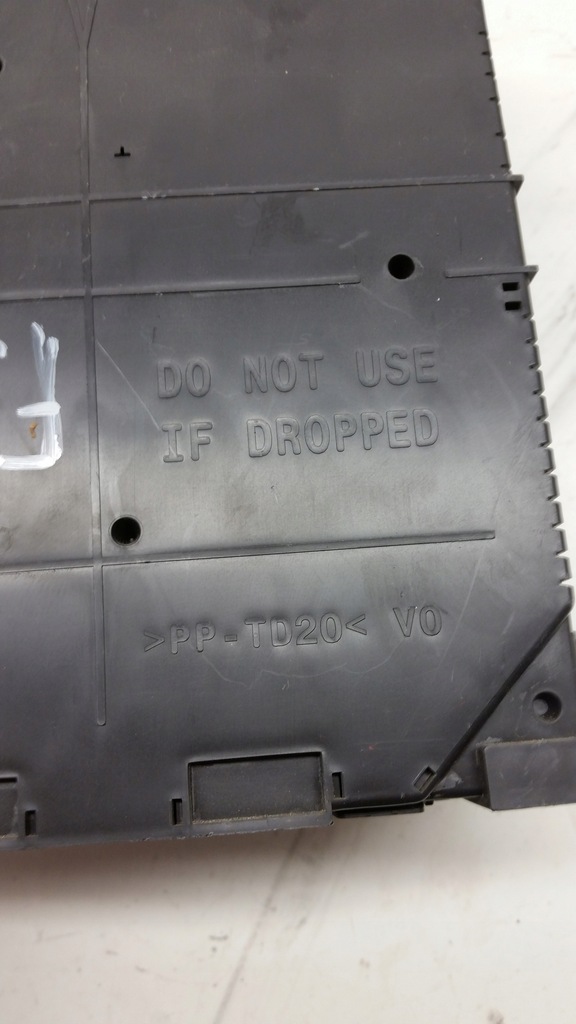 DO NOT USE
IF DROPPED
>PP-TD20< V0